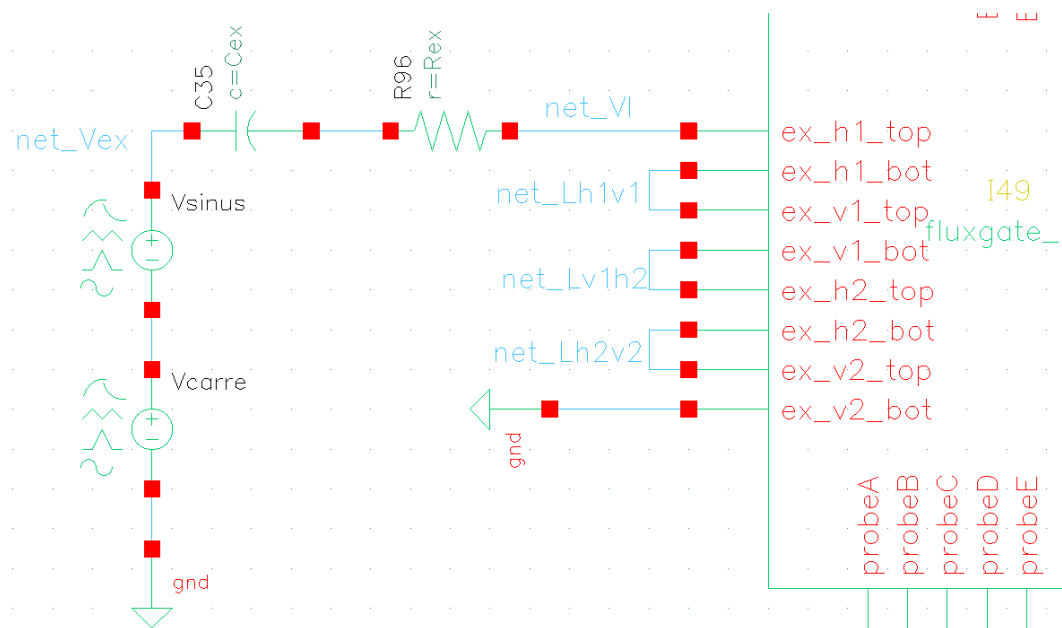 C35
c=Cex
R96
r=Rex
net_Vex
net_VI
ex_h1_top
ex_h1_bot
net_Lh1v1
I49
Vsinus
ex_v1_top
fluxgate_
ex_v1_bot
net_Lv1h2
ex_h2_top
ex_h2_bot
net_Lh2v2
ex_v2_top
Vcarre
ex_v2_bot
gnd
probeA
probeB
probeC
probeD
probeE
gnd